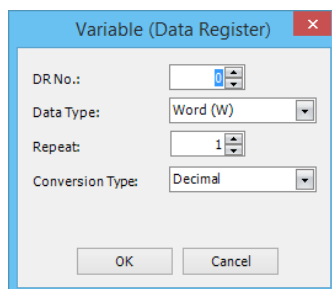 Variable (Data Register)
DR No.: 0
Data Type: Word (W)
Repeat: 1
Conversion Type: Decimal
OK Cancel